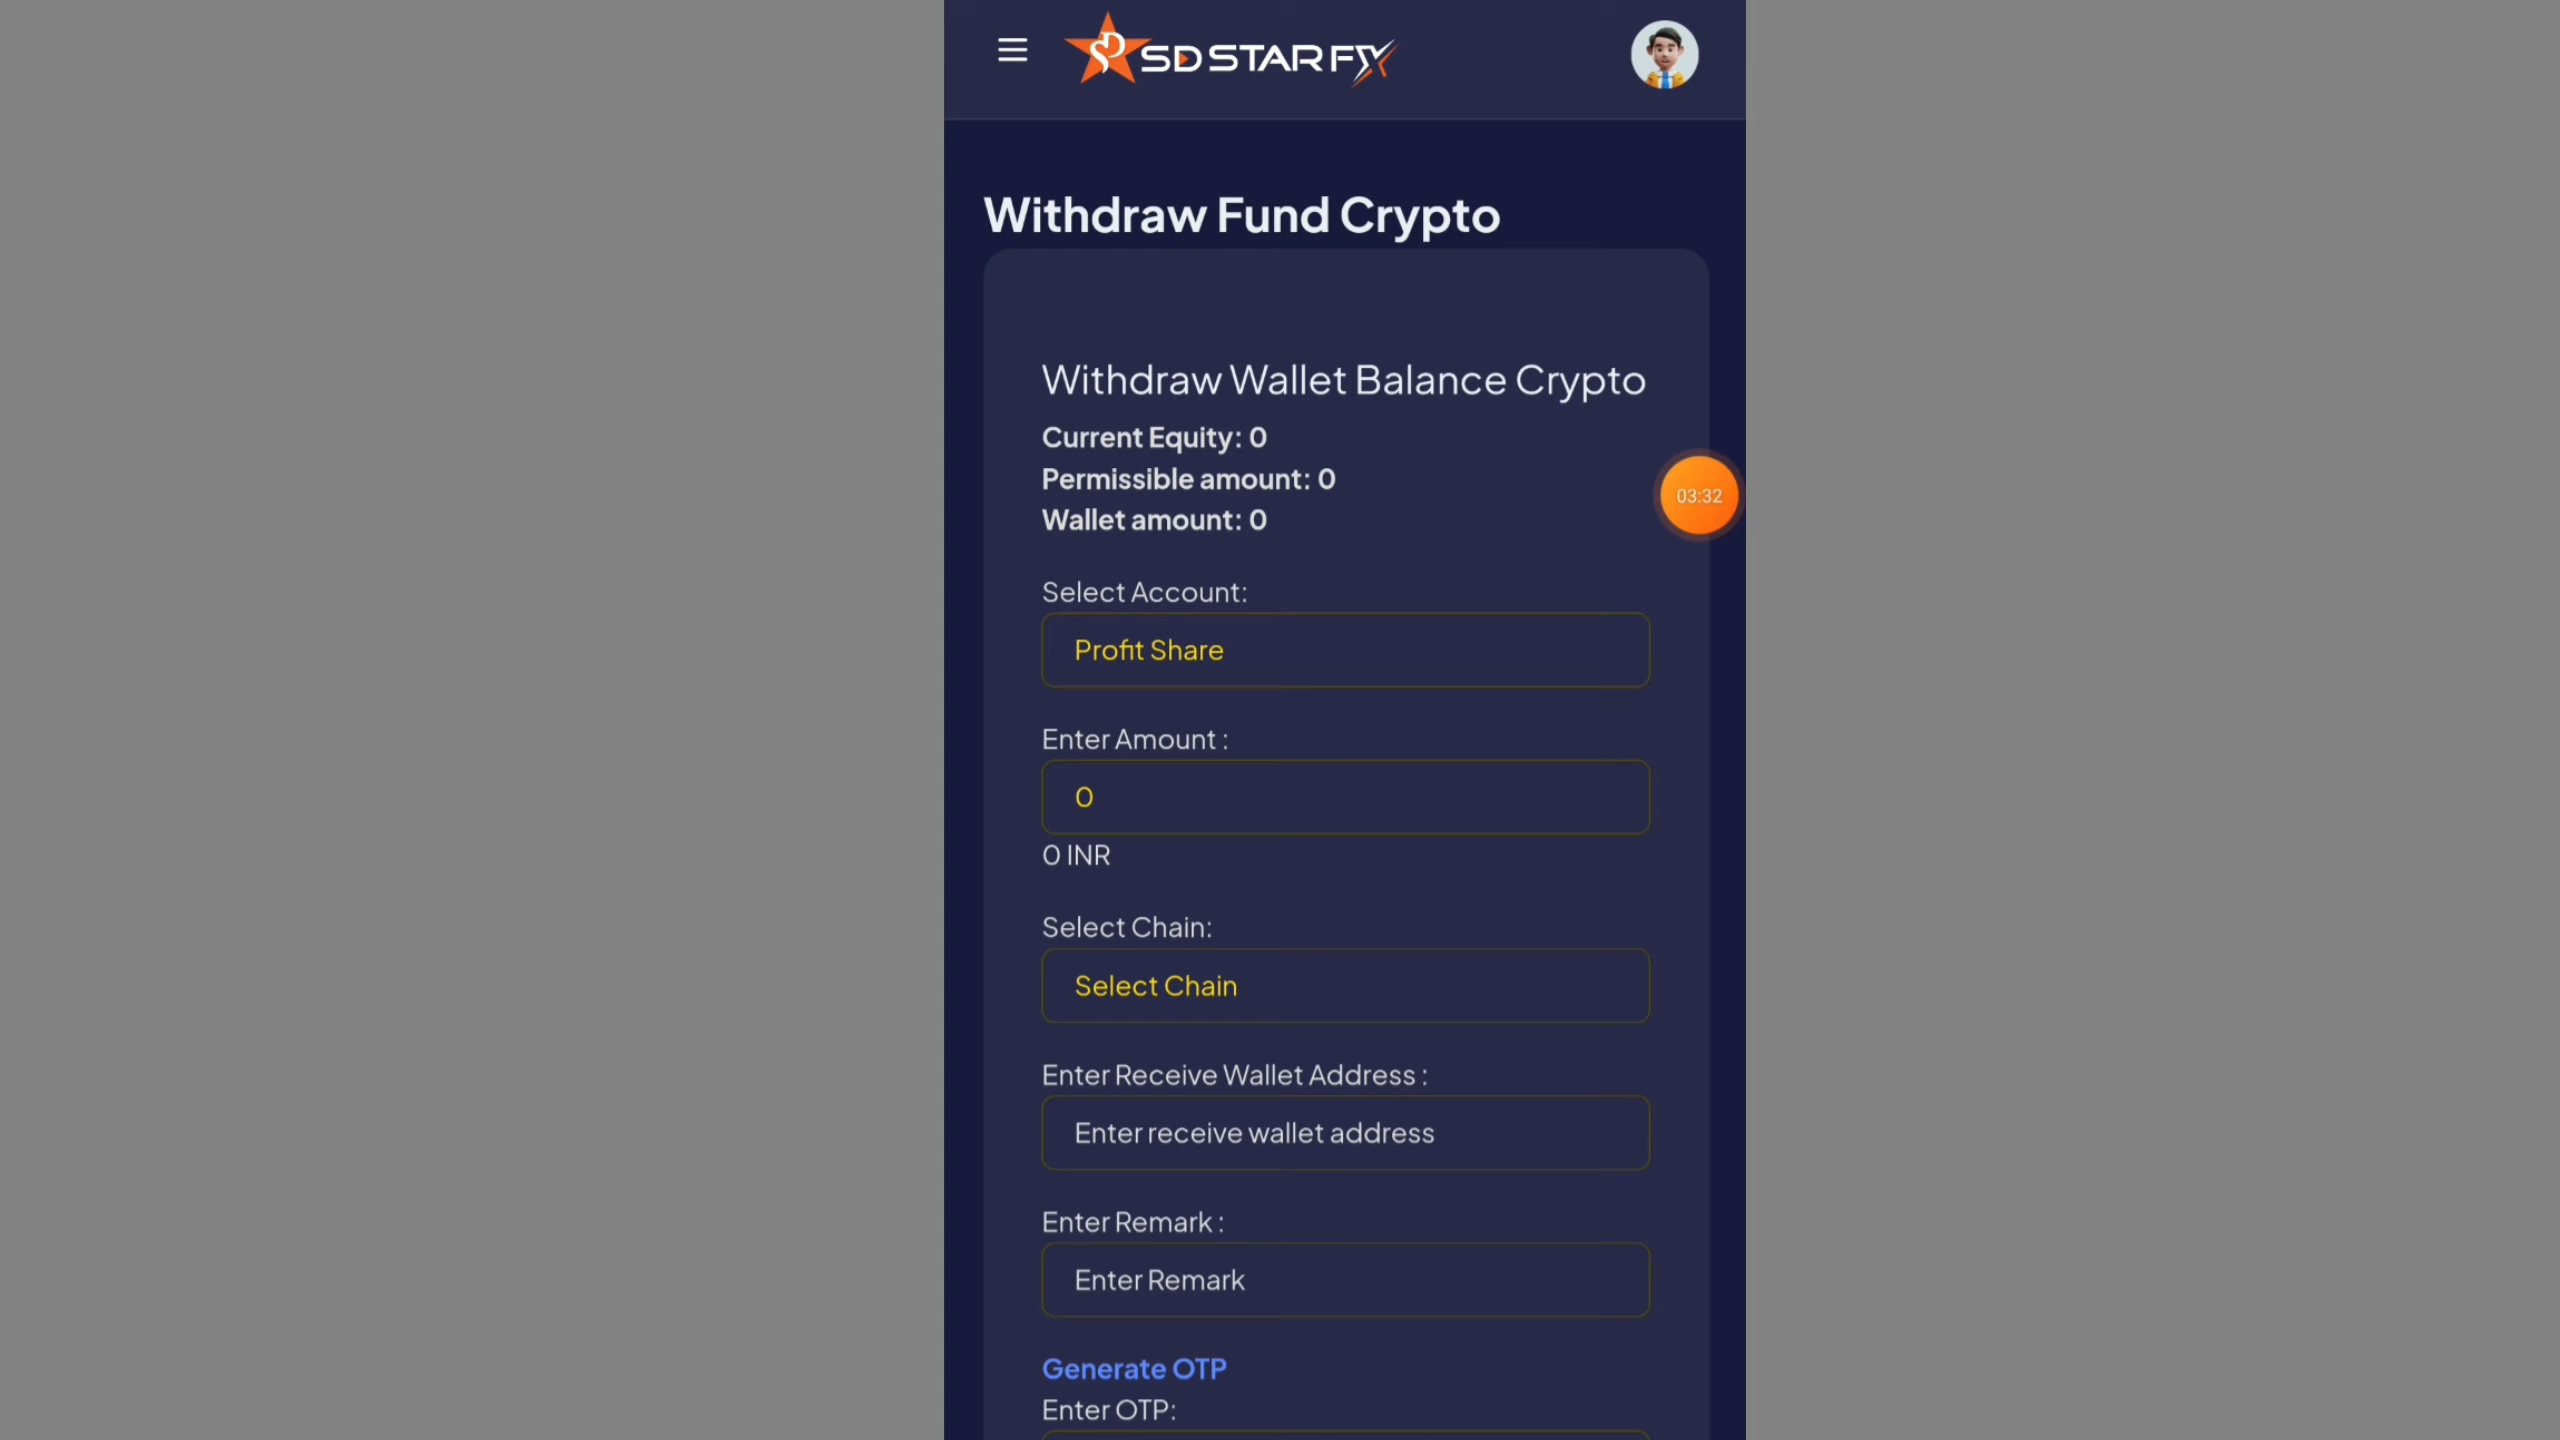 SD STAR FX
Withdraw Fund Crypto
Withdraw Wallet Balance Crypto
Current Equity: 0
Permissible amount: 0
Wallet amount: 0
03:32
Select Account:
Profit Share
Enter Amount :
0
0 INR
Select Chain:
Select Chain
Enter Receive Wallet Address :
Enter receive wallet address
Enter Remark :
Enter Remark
Generate OTP
Enter OTP: